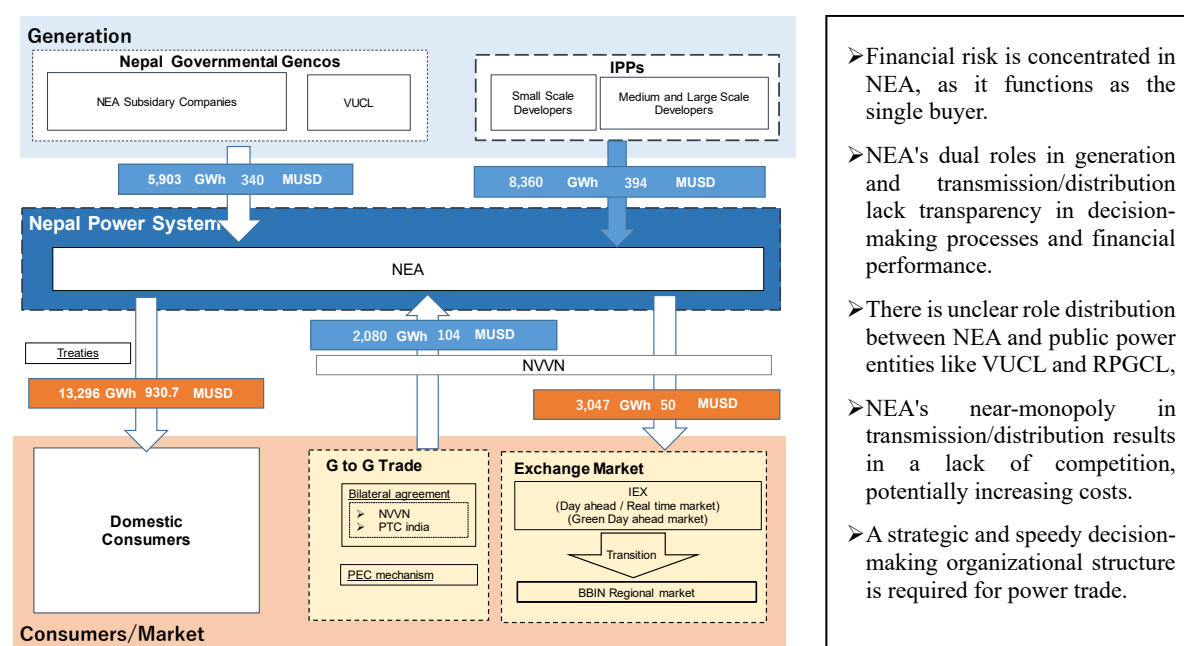 Generation
Nepal Governmental Gencos
NEA Subsidary Companies
VUCL
IPPs
Small Scale
Developers
Medium and Large Scale
Developers
5,903 GWh 340 MUSD
8,360 GWh 394 MUSD
Nepal Power System
NEA
2,080 GWh 104 MUSD
Treaties
NVVN
13,296 GWh 930.7 MUSD
3,047 GWh 50 MUSD
Domestic
Consumers
G to G Trade
Bilateral agreement
➢ NVVN
➢ PTC india
PEC mechanism
Exchange Market
IEX
(Day ahead / Real time market)
(Green Day ahead market)
Transition
BBIN Regional market
Consumers/Market
➢Financial risk is concentrated in
NEA, as it functions as the
single buyer.
➢NEA's dual roles in generation
and transmission/distribution
lack transparency in decision-
making processes and financial
performance.
➢There is unclear role distribution
between NEA and public power
entities like VUCL and RPGCL,
➢NEA's near-monopoly in
transmission/distribution results
in a lack of competition,
potentially increasing costs.
➢A strategic and speedy decision-
making organizational structure
is required for power trade.